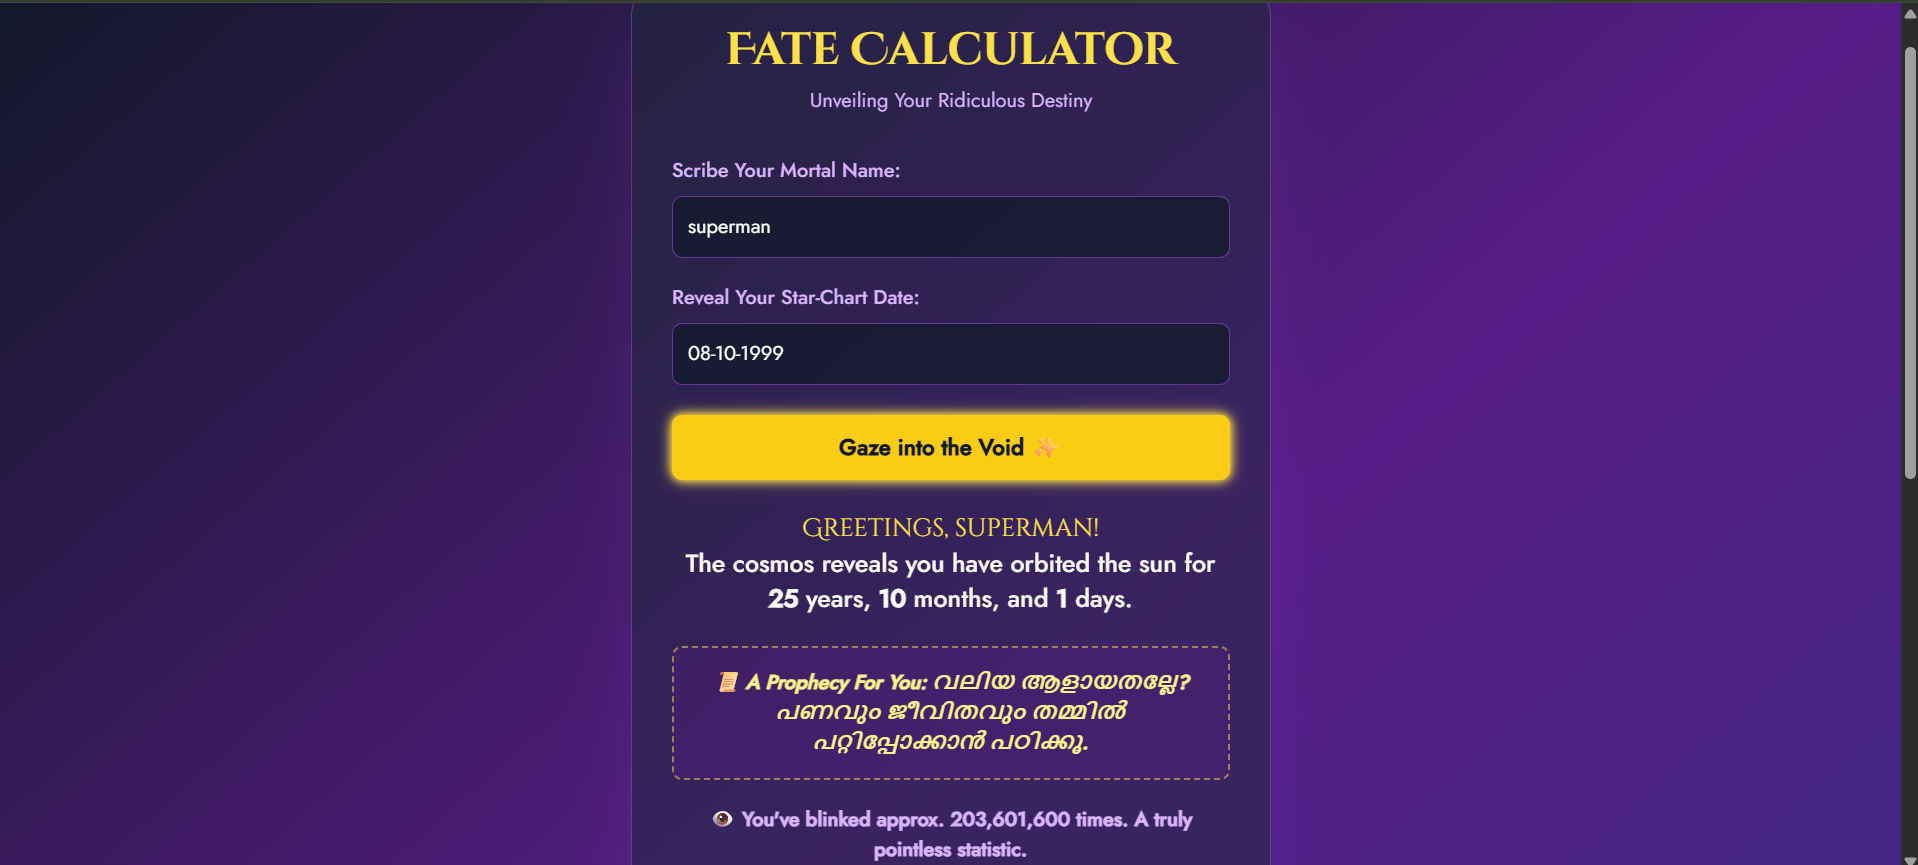 Fate Calculator
Unveiling Your Ridiculous Destiny
Scribe Your Mortal Name:
superman
Reveal Your Star-Chart Date:
08-10-1999
Gaze into the Void ✨
Greetings, superman!
The cosmos reveals you have orbited the sun for
25 years, 10 months, and 1 days.
📜 A Prophecy For You: വലിയ ആളായതല്ലേ?
പണവും ജീവിതവും തമ്മിൽ
പറ്റിപ്പോക്കാൻ പഠിക്കൂ.
👁️ You've blinked approx. 203,601,600 times. A truly
pointless statistic.